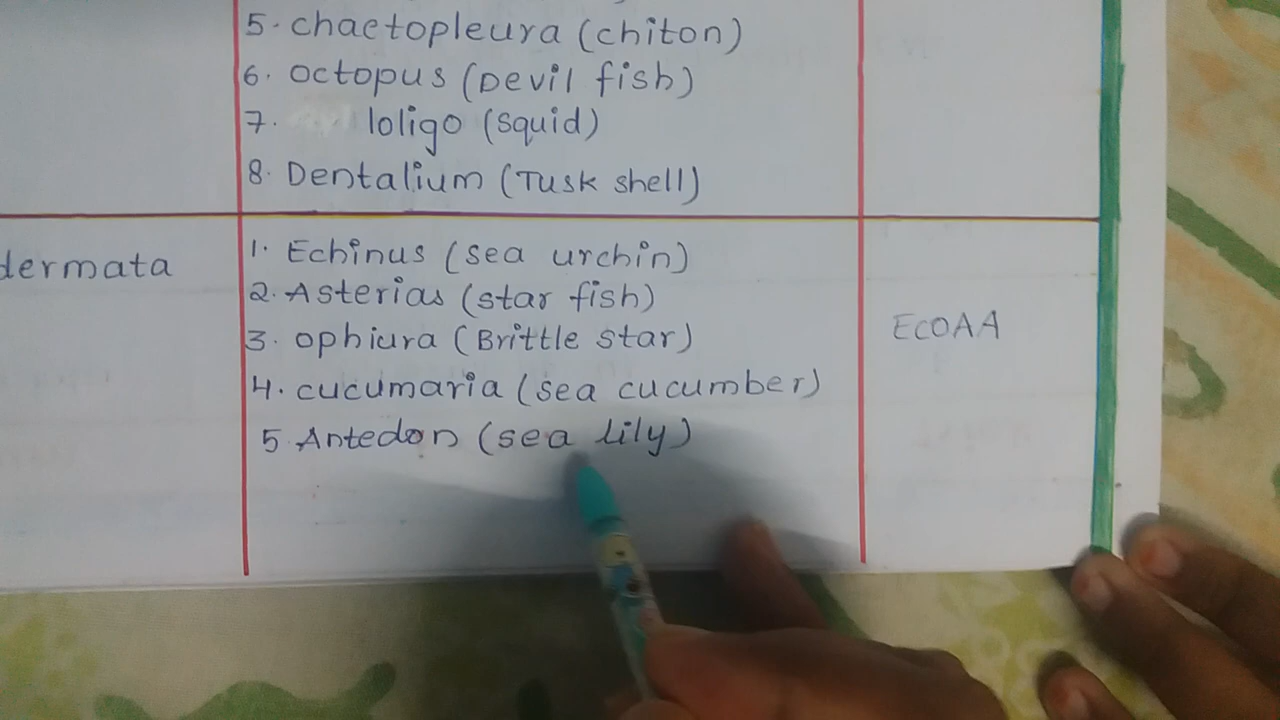 5. chaetopleura (chiton)
6. octopus (Devil fish)
7. loligo (squid)
8. Dentalium (Tusk shell)
dermata
1. Echinus (sea urchin)
2. Asterias (star fish)
3. ophiura (Brittle star)
4. cucumaria (sea cucumber)
5 Antedon (sea lily)
ECOAA